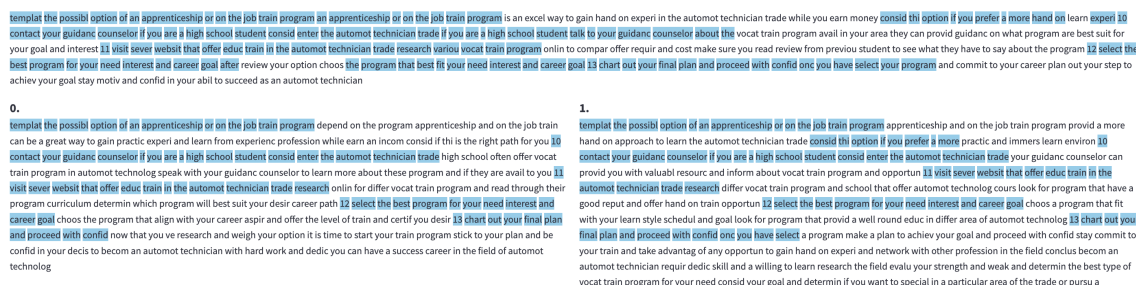 templat the possibl option of an apprenticeship or on the job train program an apprenticeship or on the job train program is an excel way to gain hand on experi in the automot technician trade while you earn money consid thi option if you prefer a more hand on learn experi 10
contact your guidanc counselor if you are a high school student consid enter the automot technician trade if you are a high school student talk to your guidanc counselor about the vocat train program avail in your area they can provid guidanc on what program are best suit for
your goal and interest 11 visit sever websit that offer educ train in the automot technician trade research variou vocat train program onlin to compar offer requir and cost make sure you read review from previou student to see what they have to say about the program 12 select the
best program for your need interest and career goal after review your option choos the program that best fit your need interest and career goal 13 chart out your final plan and proceed with confid onc you have select your program and commit to your career plan out your step to
achiev your goal stay motiv and confid in your abil to succeed as an automot technician
0.
templat the possibl option of an apprenticeship or on the job train program depend on the program apprenticeship and on the job train
can be a great way to gain practic experi and learn from experienc profession while earn an incom consid if thi is the right path for you 10
contact your guidanc counselor if you are a high school student consid enter the automot technician trade high school often offer vocat
train program in automot technolog speak with your guidanc counselor to learn more about these program and if they are avail to you 11
visit sever websit that offer educ train in the automot technician trade research onlin for differ vocat train program and read through their
program curriculum determin which program will best suit your desir career path 12 select the best program for your need interest and
career goal choos the program that align with your career aspir and offer the level of train and certif you desir 13 chart out your final plan
and proceed with confid now that you ve research and weigh your option it is time to start your train program stick to your plan and be
confid in your decis to becom an automot technician with hard work and dedic you can have a success career in the field of automot
technolog
1.
templat the possibl option of an apprenticeship or on the job train program apprenticeship and on the job train program provid a more
hand on approach to learn the automot technician trade consid thi option if you prefer a more practic and immers learn environ 10
contact your guidanc counselor if you are a high school student consid enter the automot technician trade your guidanc counselor can
provid you with valuabl resourc and inform about vocat train program and opportun 11 visit sever websit that offer educ train in the
automot technician trade research differ vocat train program and school that offer automot technolog cours look for program that have a
good reput and offer hand on train opportun 12 select the best program for your need interest and career goal choos a program that fit
with your learn style schedul and goal look for program that provid a well round educ in differ area of automot technolog 13 chart out your
final plan and proceed with confid onc you have select a program make a plan to achiev your goal and proceed with confid stay commit to
your train and take advantag of any opportun to gain hand on experi and network with other profession in the field conclus becom an
automot technician requir dedic skill and a willing to learn research the field evalu your strength and weak and determin the best type of
vocat train program for your need consid your goal and determin if you want to special in a particular area of the trade or pursu a